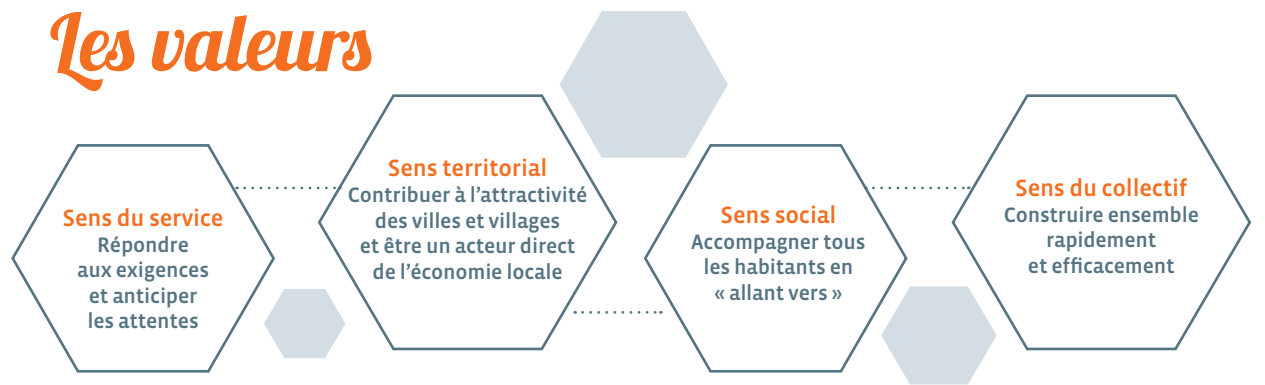 Les valeurs
Sens du service
Répondre
aux exigences
et anticiper
les attentes
Sens territorial
Contribuer à l’attractivité
des villes et villages
et être un acteur direct
de l’économie locale
Sens social
Accompagner tous
les habitants en
« allant vers »
Sens du collectif
Construire ensemble
rapidement
et efficacement